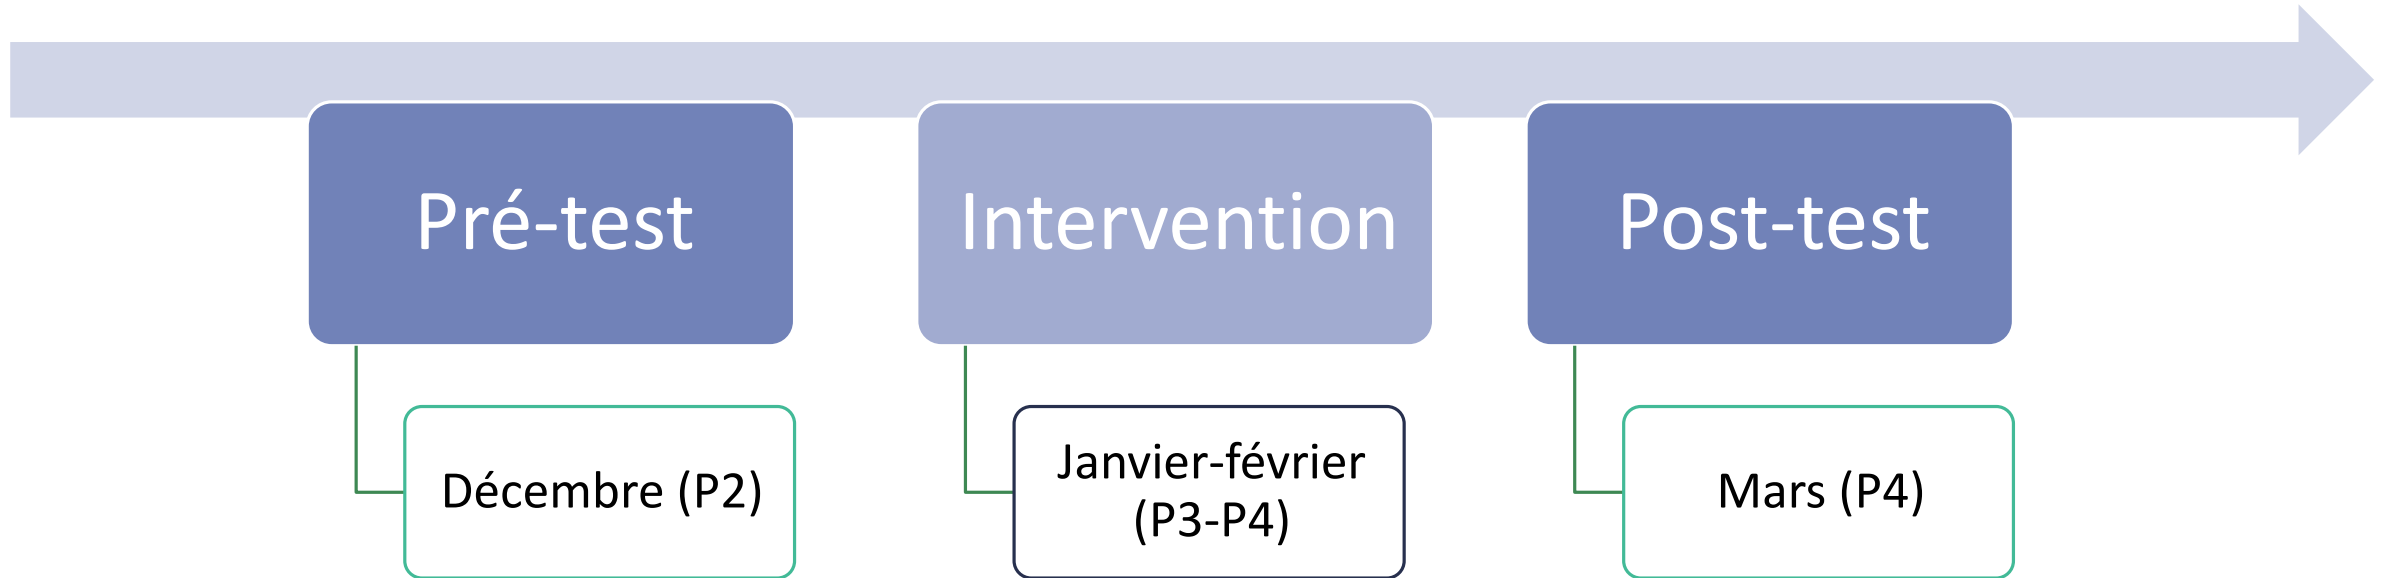 Pré-test
Intervention
Post-test
Décembre (P2)
Janvier-février
(P3-P4)
Mars (P4)